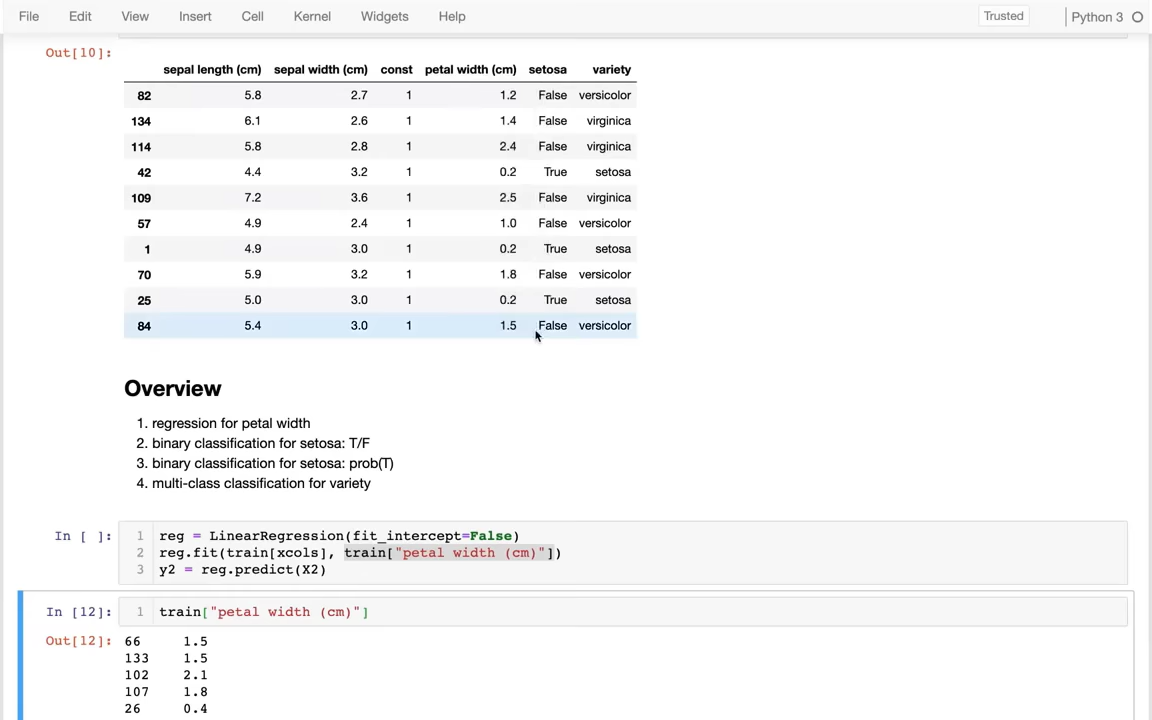 File Edit View Insert Cell Kernel Widgets Help Trusted Python 3
Out[10]:
sepal length (cm) sepal width (cm) const petal width (cm) setosa variety
82 5.8 2.7 1 1.2 False versicolor
134 6.1 2.6 1 1.4 False virginica
114 5.8 2.8 1 2.4 False virginica
42 4.4 3.2 1 0.2 True setosa
109 7.2 3.6 1 2.5 False virginica
57 4.9 2.4 1 1.0 False versicolor
1 4.9 3.0 1 0.2 True setosa
70 5.9 3.2 1 1.8 False versicolor
25 5.0 3.0 1 0.2 True setosa
84 5.4 3.0 1 1.5 False versicolor
Overview
1. regression for petal width
2. binary classification for setosa: T/F
3. binary classification for setosa: prob(T)
4. multi-class classification for variety
In [ ]: 1 reg = LinearRegression(fit_intercept=False)
2 reg.fit(train[xcols], train["petal width (cm)"])
3 y2 = reg.predict(X2)
In [12]: 1 train["petal width (cm)"]
Out[12]: 66 1.5
133 1.5
102 2.1
107 1.8
26 0.4